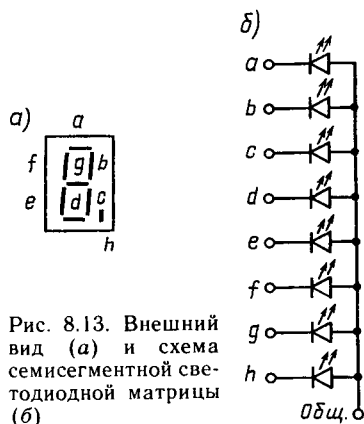 а)
a
f
g
b
e
d
c
h
б)
a
b
c
d
e
f
g
h
Общ.
Рис. 8.13. Внешний
вид (а) и схема
семисегментной све-
тодиодной матрицы
(б)